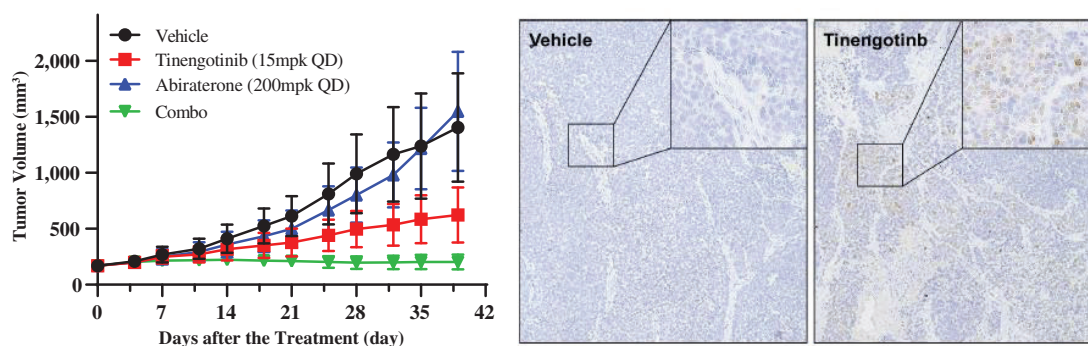 Vehicle
Tinengotinib (15mpk QD)
Abiraterone (200mpk QD)
Combo
2,000
1,500
1,000
500
0
Tumor Volume (mm³)
0 7 14 21 28 35 42
Days after the Treatment (day)
Vehicle
Tinengotinb